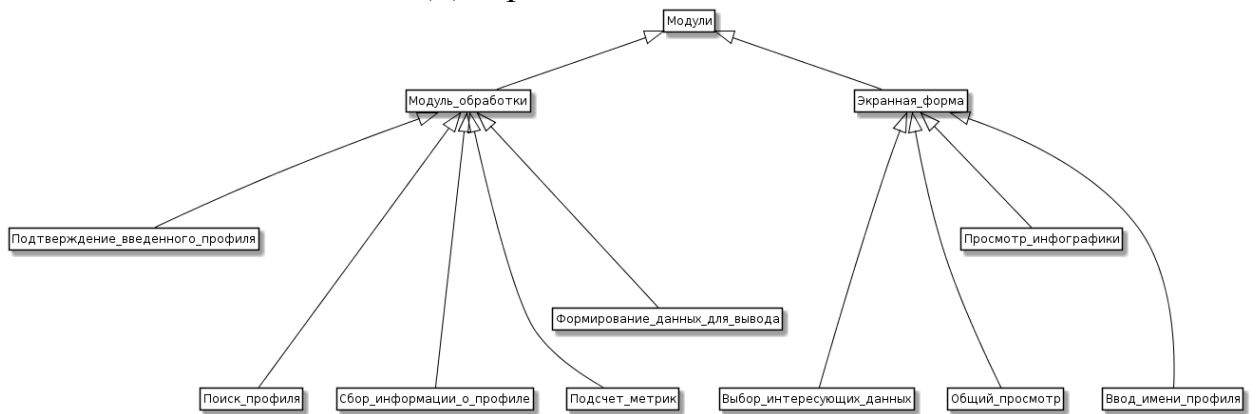 Модули
Модуль_обработки
Экранная_форма
Подтверждение_введенного_профиля
Просмотр_инфографики
Формирование_данных_для_вывода
Поиск_профиля
Сбор_информации_о_профиле
Подсчет_метрик
Выбор_интересующих_данных
Общий_просмотр
Ввод_имени_профиля